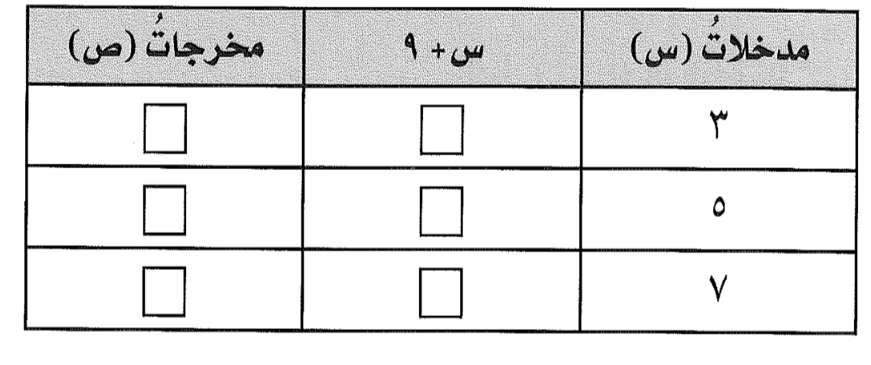 مدخلاتُ (س) س + ٩ مخرجاتُ (ص)
٣
٥
٧